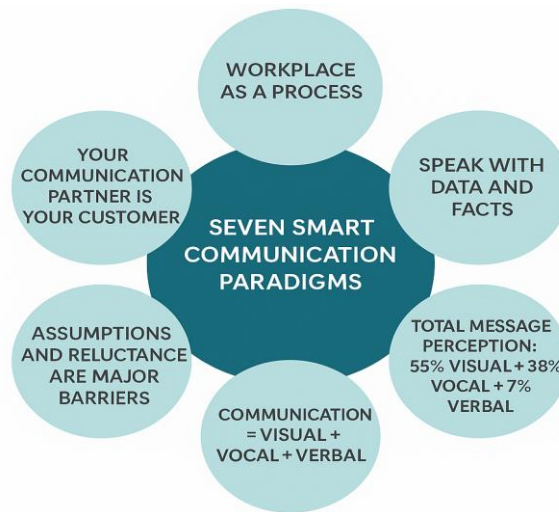 WORKPLACE
AS A PROCESS
YOUR
COMMUNICATION
PARTNER IS
YOUR CUSTOMER
SPEAK WITH
DATA AND
FACTS
SEVEN SMART
COMMUNICATION
PARADIGMS
ASSUMPTIONS
AND RELUCTANCE
ARE MAJOR
BARRIERS
TOTAL MESSAGE
PERCEPTION:
55% VISUAL + 38%
VOCAL + 7%
VERBAL
COMMUNICATION
= VISUAL +
VOCAL + VERBAL